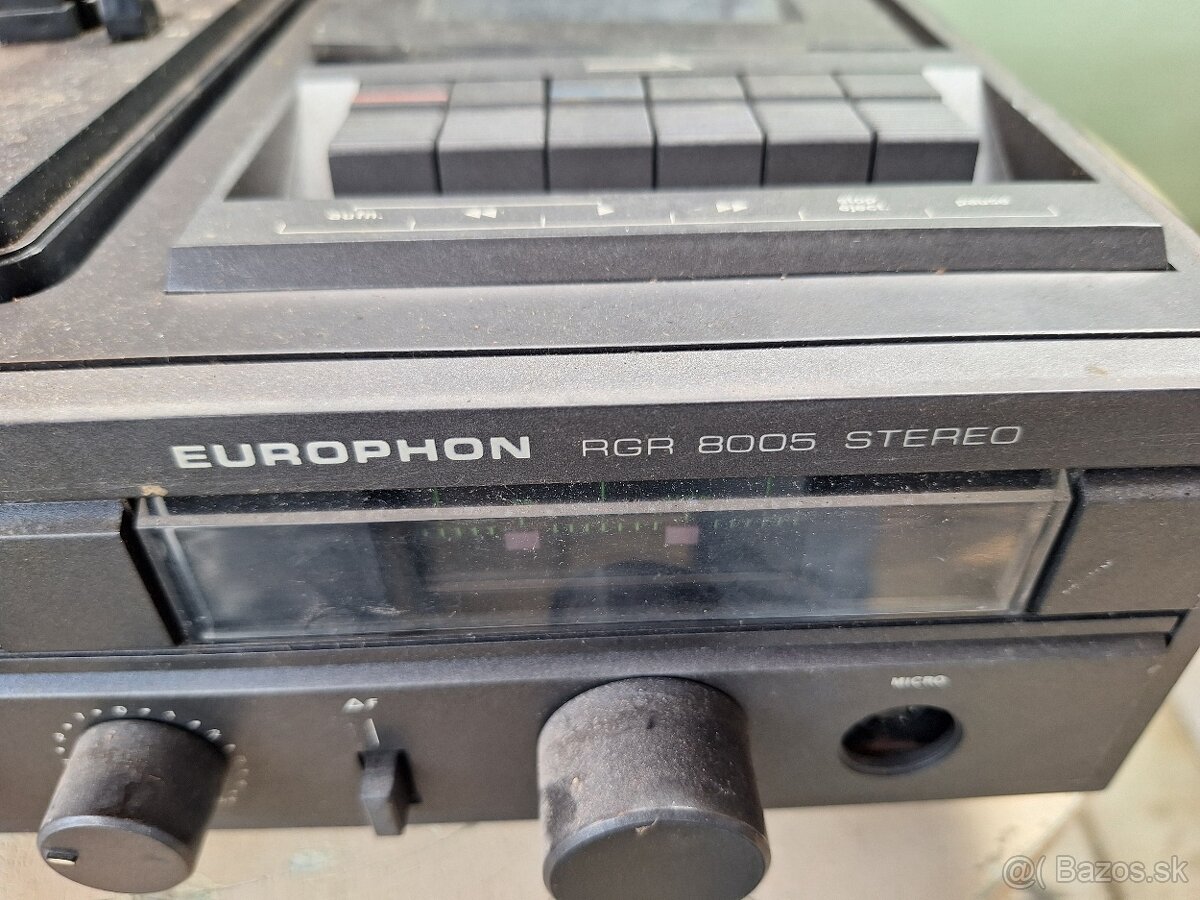 ◀◀ ▶ ▶▶ stop
eject. pause
EUROPHON RGR 8005 STEREO
MICRO
@( Bazos.sk